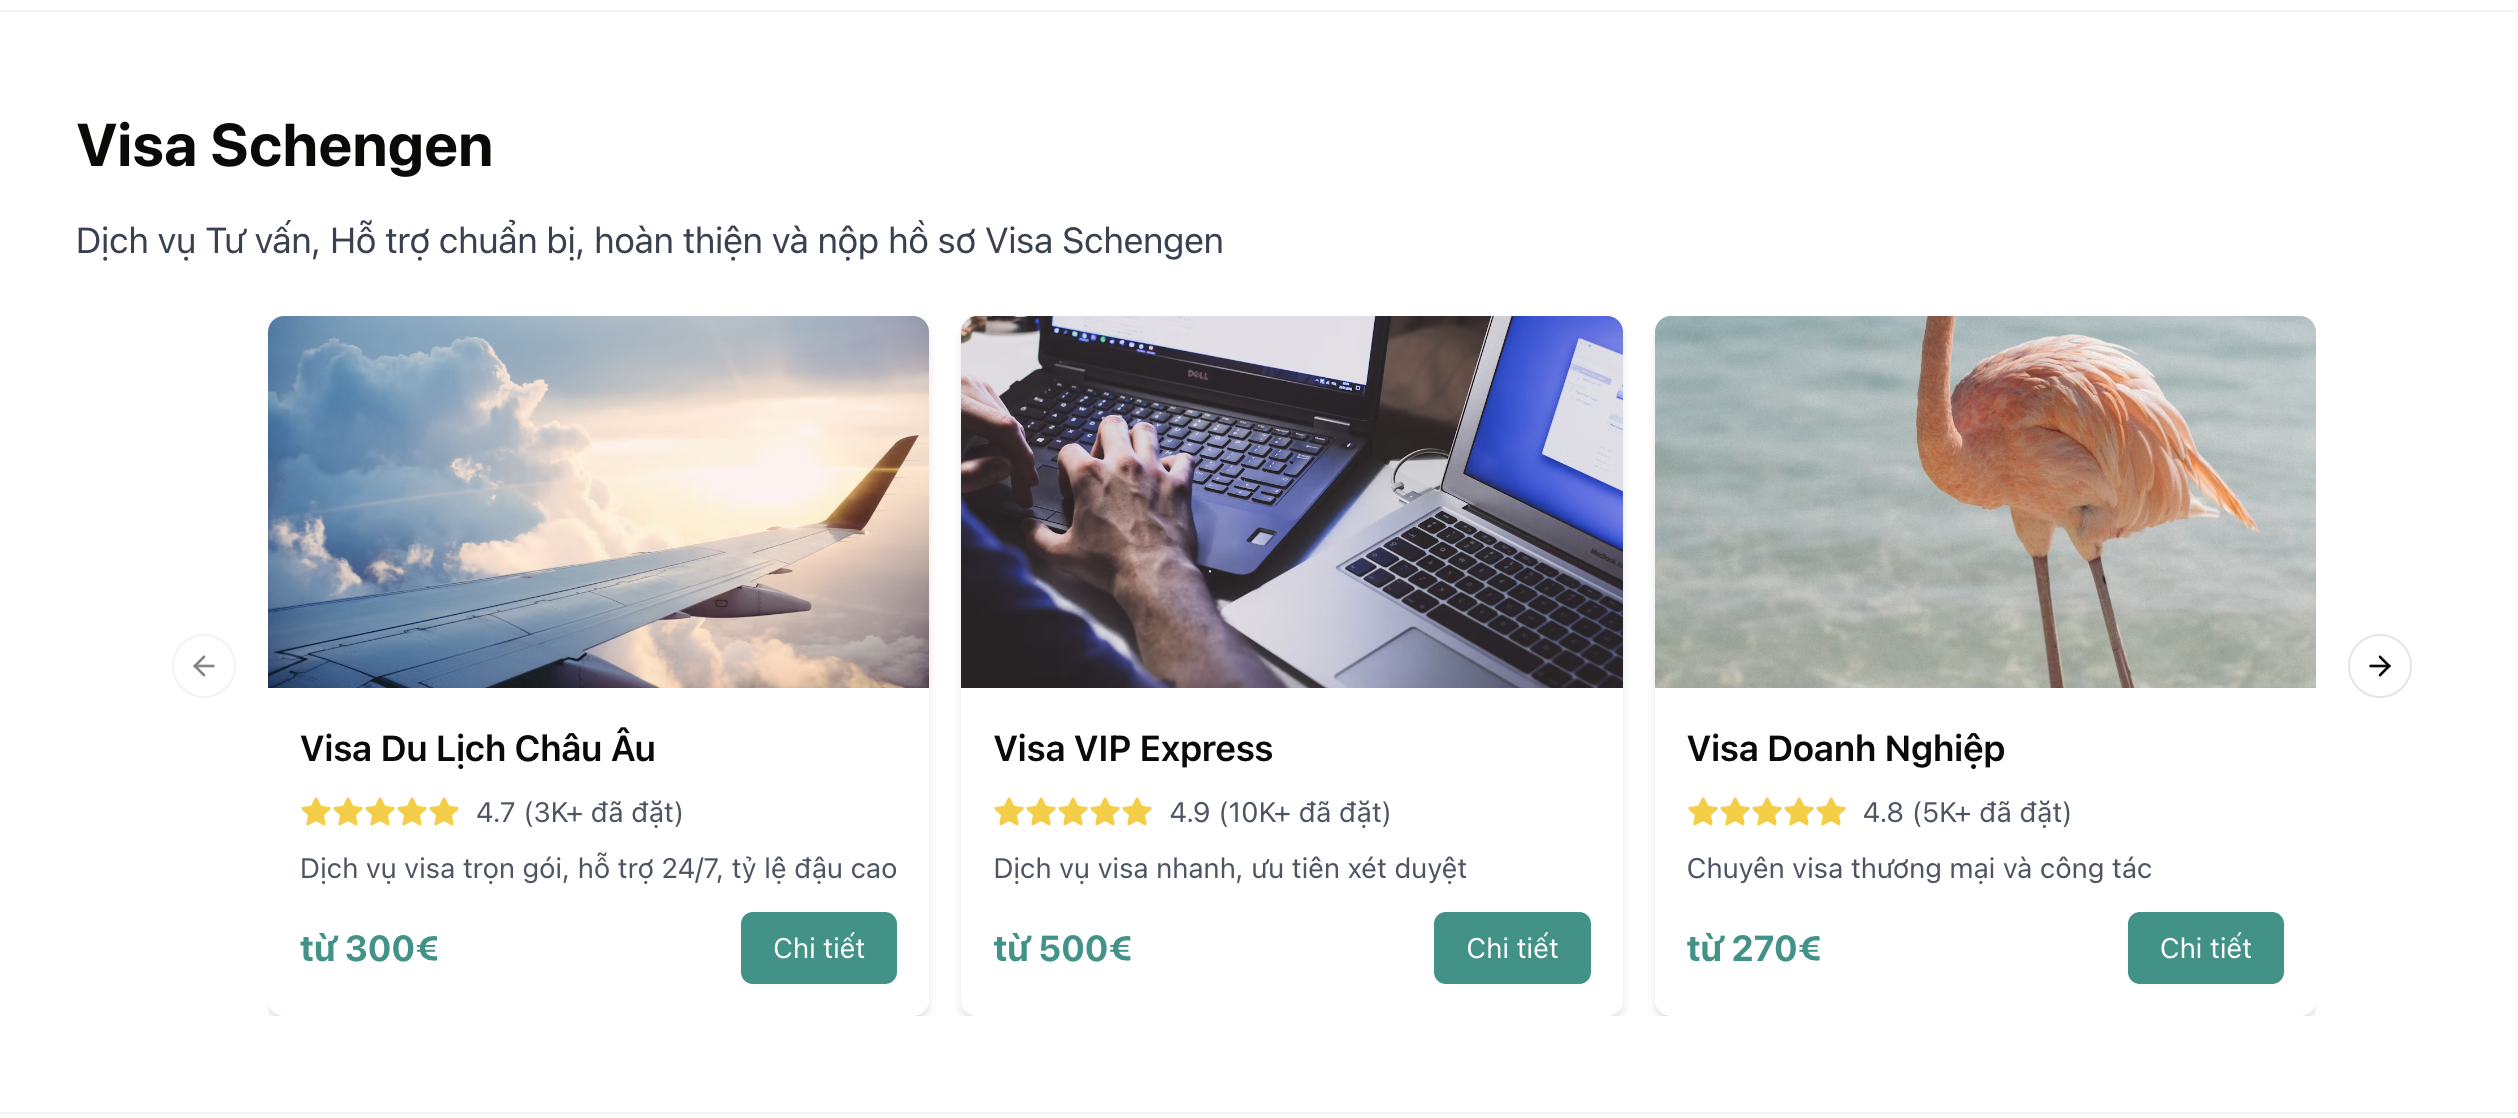 Visa Schengen
Dịch vụ Tư vấn, Hỗ trợ chuẩn bị, hoàn thiện và nộp hồ sơ Visa Schengen
DELL
Visa Du Lịch Châu Âu
4.7 (3K+ đã đặt)
Dịch vụ visa trọn gói, hỗ trợ 24/7, tỷ lệ đậu cao
từ 300€
Chi tiết
Visa VIP Express
4.9 (10K+ đã đặt)
Dịch vụ visa nhanh, ưu tiên xét duyệt
từ 500€
Chi tiết
Visa Doanh Nghiệp
4.8 (5K+ đã đặt)
Chuyên visa thương mại và công tác
từ 270€
Chi tiết